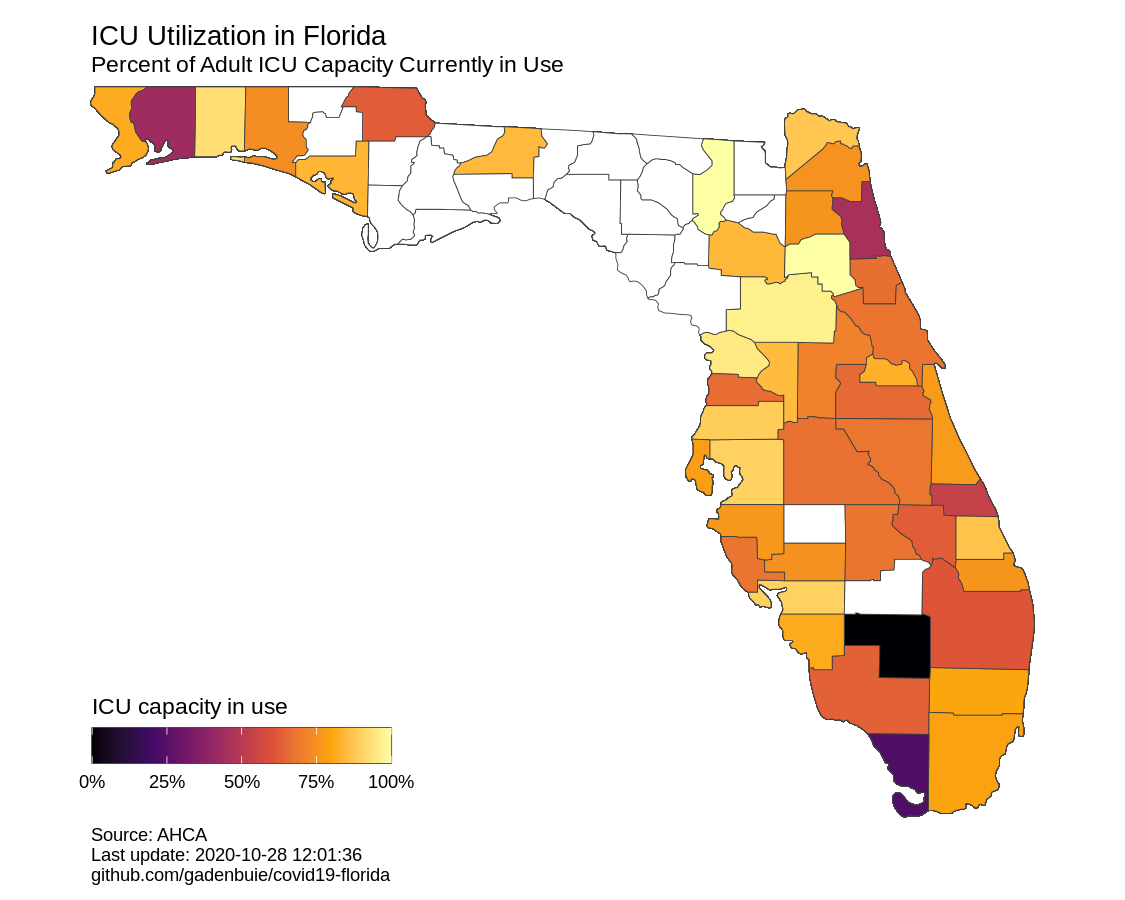 ICU Utilization in Florida
Percent of Adult ICU Capacity Currently in Use
ICU capacity in use
0% 25% 50% 75% 100%
Source: AHCA
Last update: 2020-10-28 12:01:36
github.com/gadenbuie/covid19-florida